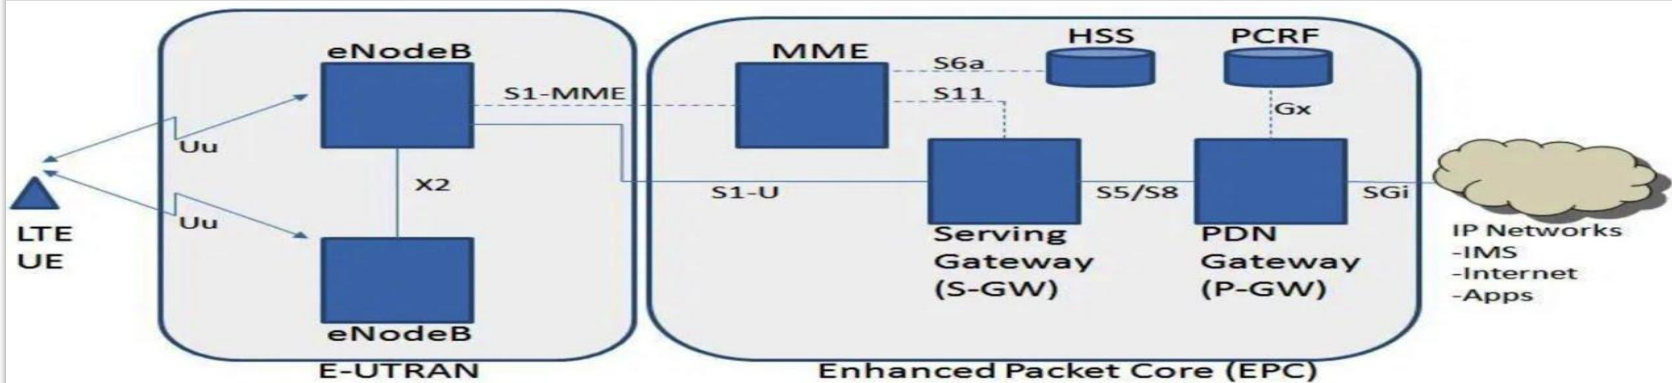 eNodeB
MME
HSS
PCRF
S6a
S1-MME
S11
Gx
Uu
X2
S1-U
S5/S8
SGi
Uu
LTE
UE
Serving
Gateway
(S-GW)
PDN
Gateway
(P-GW)
IP Networks
-IMS
-Internet
-Apps
eNodeB
E-UTRAN
Enhanced Packet Core (EPC)